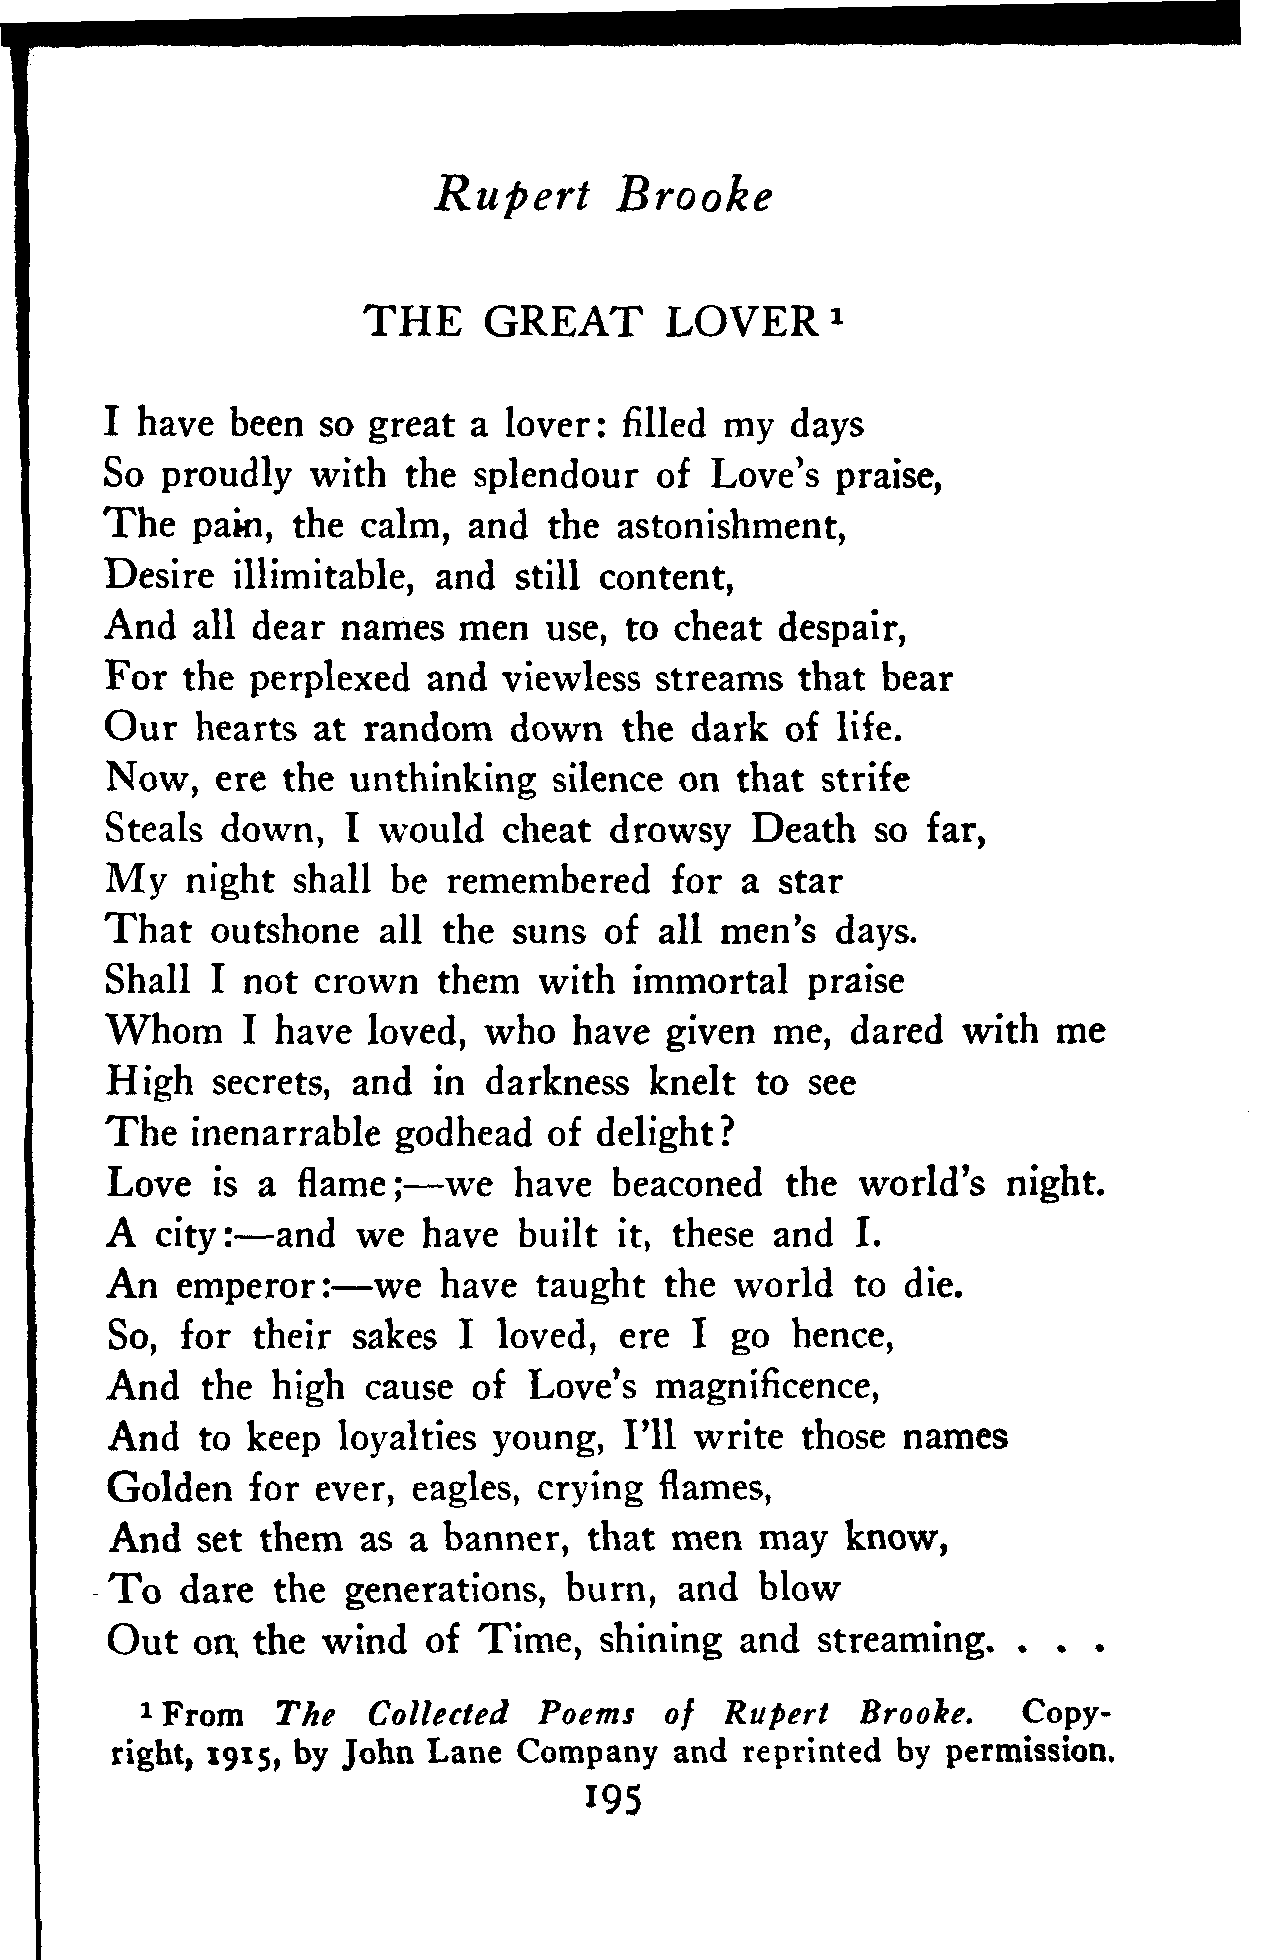 Rupert Brooke
THE GREAT LOVER ¹
I have been so great a lover: filled my days
So proudly with the splendour of Love's praise,
The pain, the calm, and the astonishment,
Desire illimitable, and still content,
And all dear names men use, to cheat despair,
For the perplexed and viewless streams that bear
Our hearts at random down the dark of life.
Now, ere the unthinking silence on that strife
Steals down, I would cheat drowsy Death so far,
My night shall be remembered for a star
That outshone all the suns of all men's days.
Shall I not crown them with immortal praise
Whom I have loved, who have given me, dared with me
High secrets, and in darkness knelt to see
The inenarrable godhead of delight?
Love is a flame;—we have beaconed the world's night.
A city:—and we have built it, these and I.
An emperor:—we have taught the world to die.
So, for their sakes I loved, ere I go hence,
And the high cause of Love's magnificence,
And to keep loyalties young, I'll write those names
Golden for ever, eagles, crying flames,
And set them as a banner, that men may know,
To dare the generations, burn, and blow
Out on the wind of Time, shining and streaming. . . .
¹ From The Collected Poems of Rupert Brooke. Copy-
right, 1915, by John Lane Company and reprinted by permission.
195